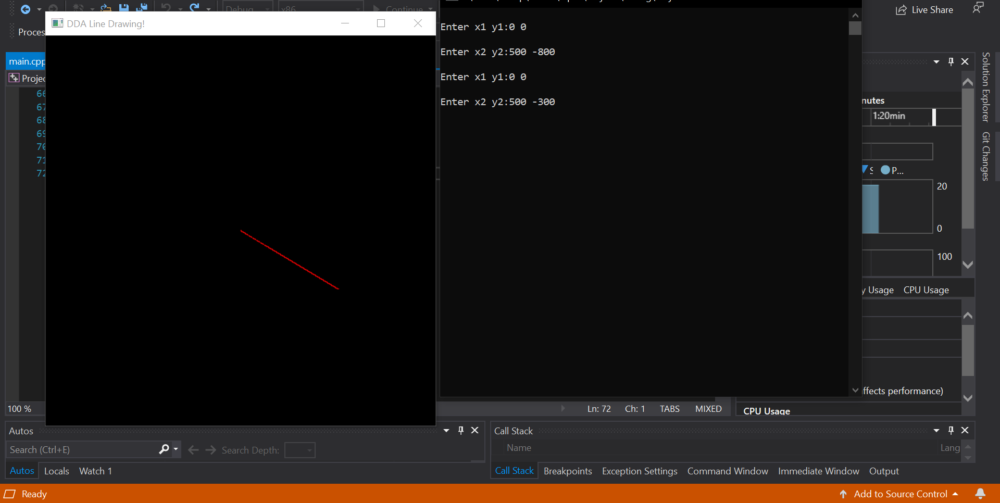 Debug
x86
Continue
Live Share
DDA Line Drawing!
Proces
main.cpp
Projec
66
67
68
69
70
71
72
Enter x1 y1:0 0
Enter x2 y2:500 -800
Enter x1 y1:0 0
Enter x2 y2:500 -300
nutes
1:20min
S
P...
20
0
100
y Usage
CPU Usage
ffects performance)
CPU Usage
Solution Explorer
Git Changes
100 %
Ln: 72
Ch: 1
TABS
MIXED
Autos
Search (Ctrl+E)
Search Depth:
Autos
Locals
Watch 1
Call Stack
Name
Lang
Call Stack
Breakpoints
Exception Settings
Command Window
Immediate Window
Output
Ready
Add to Source Control